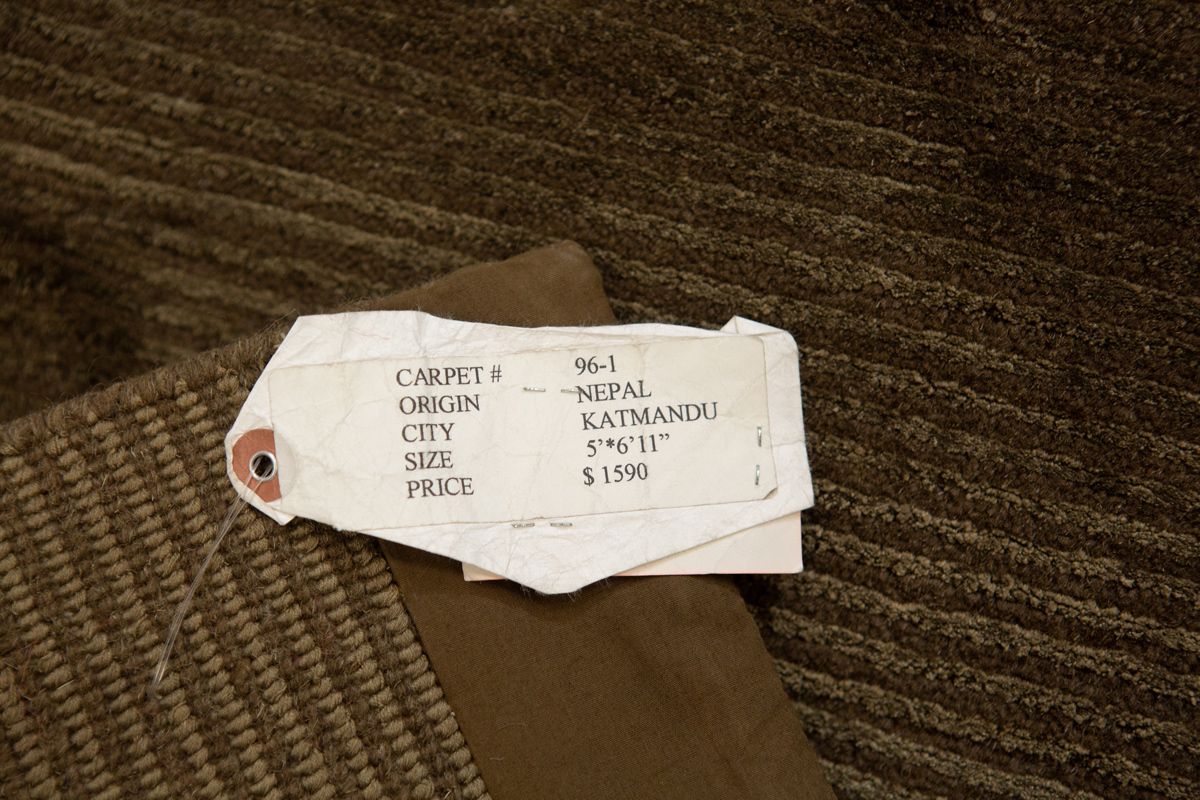 CARPET # 96-1
ORIGIN NEPAL
CITY KATMANDU
SIZE 5’*6’11”
PRICE $ 1590